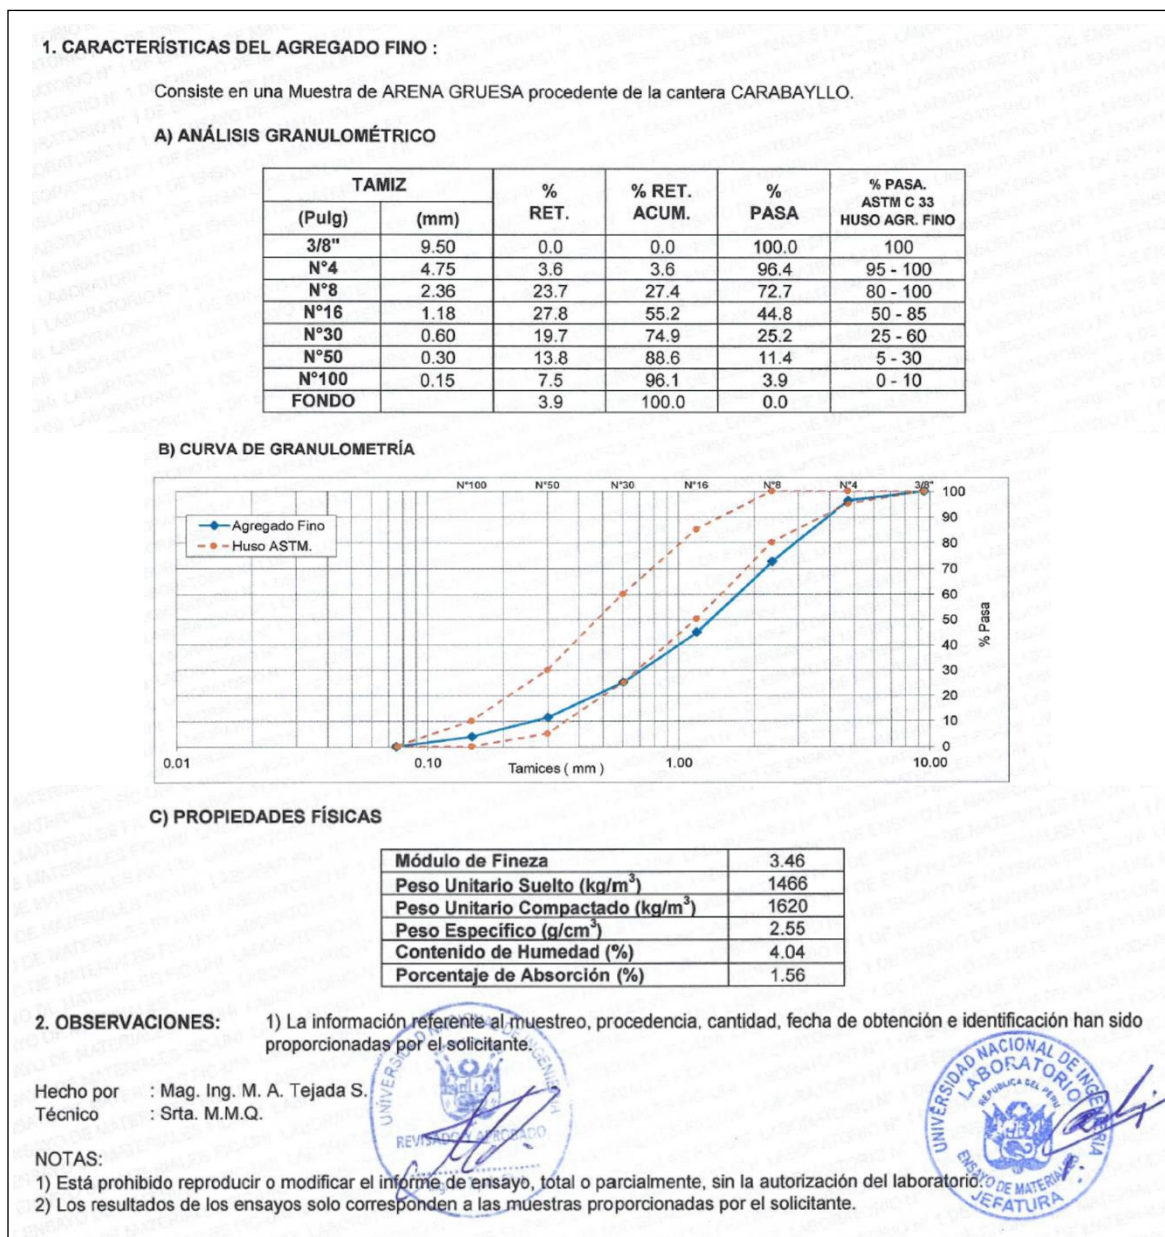 1. CARACTERÍSTICAS DEL AGREGADO FINO :
Consiste en una Muestra de ARENA GRUESA procedente de la cantera CARABAYLLO.
A) ANÁLISIS GRANULOMÉTRICO
TAMIZ % RET. % RET. ACUM. % PASA % PASA. ASTM C 33 HUSO AGR. FINO
(Pulg) (mm)
3/8" 9.50 0.0 0.0 100.0 100
N°4 4.75 3.6 3.6 96.4 95 - 100
N°8 2.36 23.7 27.4 72.7 80 - 100
N°16 1.18 27.8 55.2 44.8 50 - 85
N°30 0.60 19.7 74.9 25.2 25 - 60
N°50 0.30 13.8 88.6 11.4 5 - 30
N°100 0.15 7.5 96.1 3.9 0 - 10
FONDO 3.9 100.0 0.0
B) CURVA DE GRANULOMETRÍA
N°100 N°50 N°30 N°16 N°8 N°4 3/8"
Agregado Fino
Huso ASTM.
100
90
80
70
60
50
40
30
20
10
0
% Pasa
0.01 0.10 1.00 10.00
Tamices ( mm )
C) PROPIEDADES FÍSICAS
Módulo de Fineza 3.46
Peso Unitario Suelto (kg/m³) 1466
Peso Unitario Compactado (kg/m³) 1620
Peso Específico (g/cm³) 2.55
Contenido de Humedad (%) 4.04
Porcentaje de Absorción (%) 1.56
2. OBSERVACIONES: 1) La información referente al muestreo, procedencia, cantidad, fecha de obtención e identificación han sido
proporcionadas por el solicitante.
Hecho por : Mag. Ing. M. A. Tejada S.
Técnico : Srta. M.M.Q.
UNIVERSIDAD NACIONAL DE INGENIERIA
REVISADO Y APROBADO
UNIVERSIDAD NACIONAL DE INGENIERIA
LABORATORIO
REPUBLICA DEL PERU
ENSAYO DE MATERIALES
JEFATURA
NOTAS:
1) Está prohibido reproducir o modificar el informe de ensayo, total o parcialmente, sin la autorización del laboratorio.
2) Los resultados de los ensayos solo corresponden a las muestras proporcionadas por el solicitante.